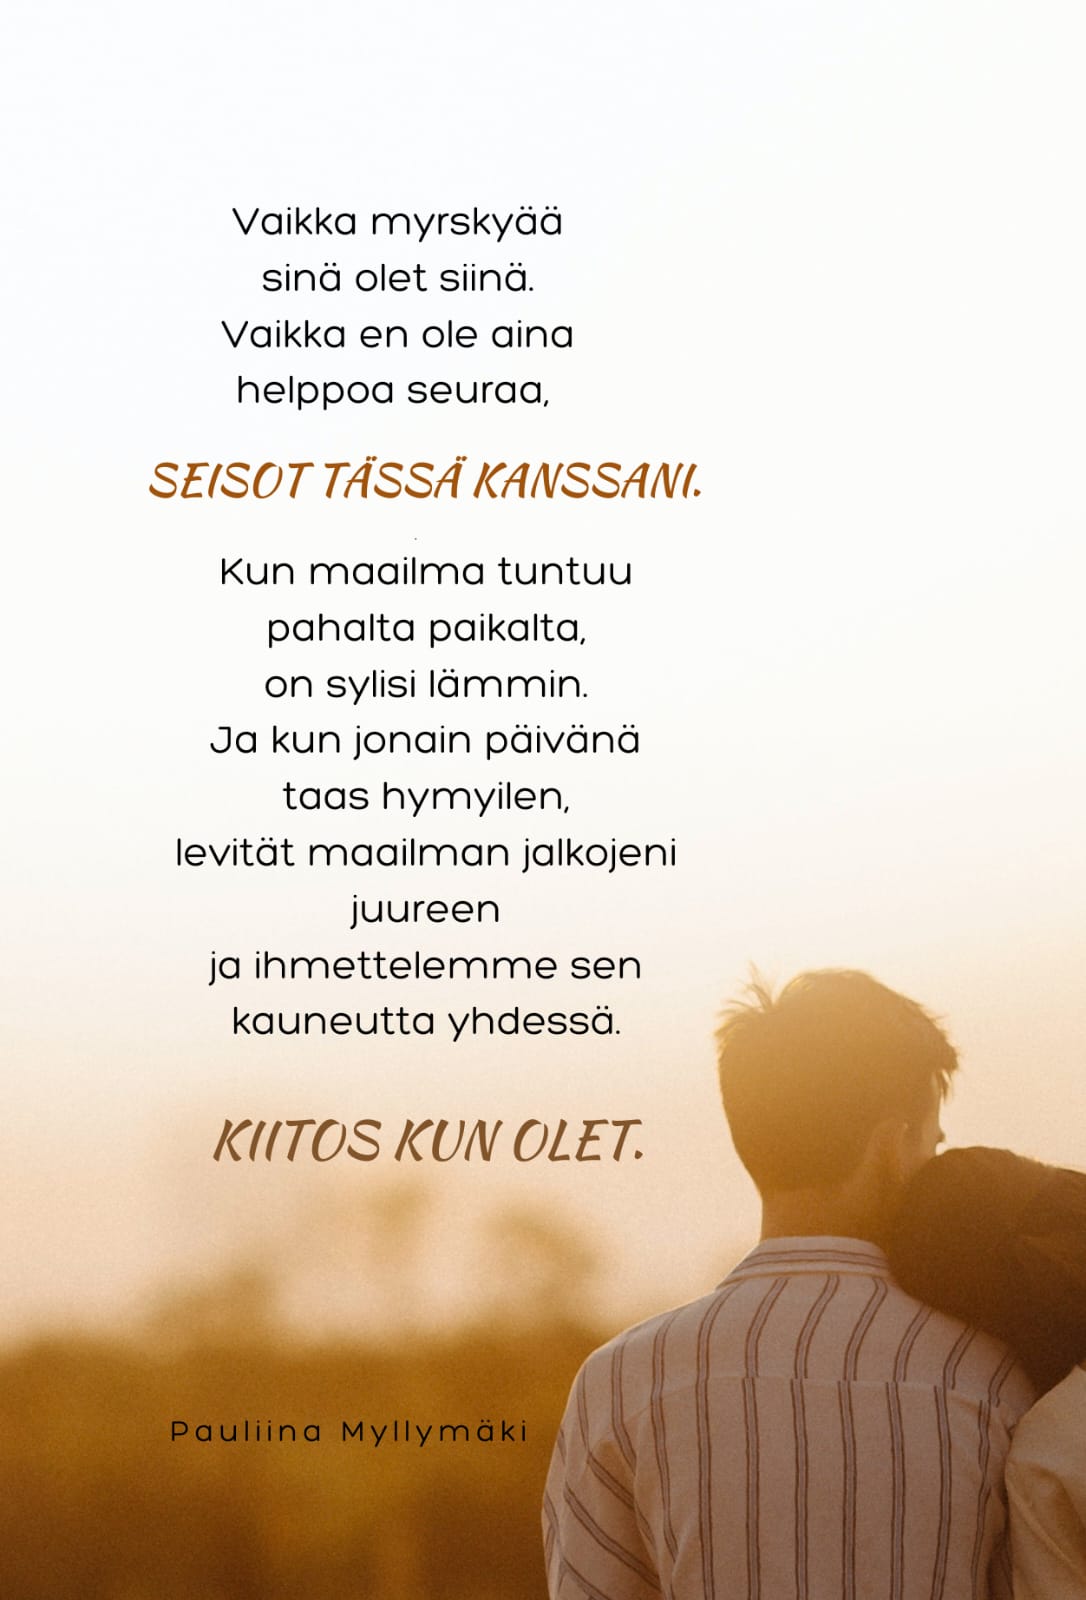 Vaikka myrskyää
sinä olet siinä.
Vaikka en ole aina
helppoa seuraa,
SEISOT TÄSSÄ KANSSANI.
Kun maailma tuntuu
pahalta paikalta,
on sylisi lämmin.
Ja kun jonain päivänä
taas hymyilen,
levität maailman jalkojeni
juureen
ja ihmettelemme sen
kauneutta yhdessä.
KIITOS KUN OLET.
Pauliina Myllymäki